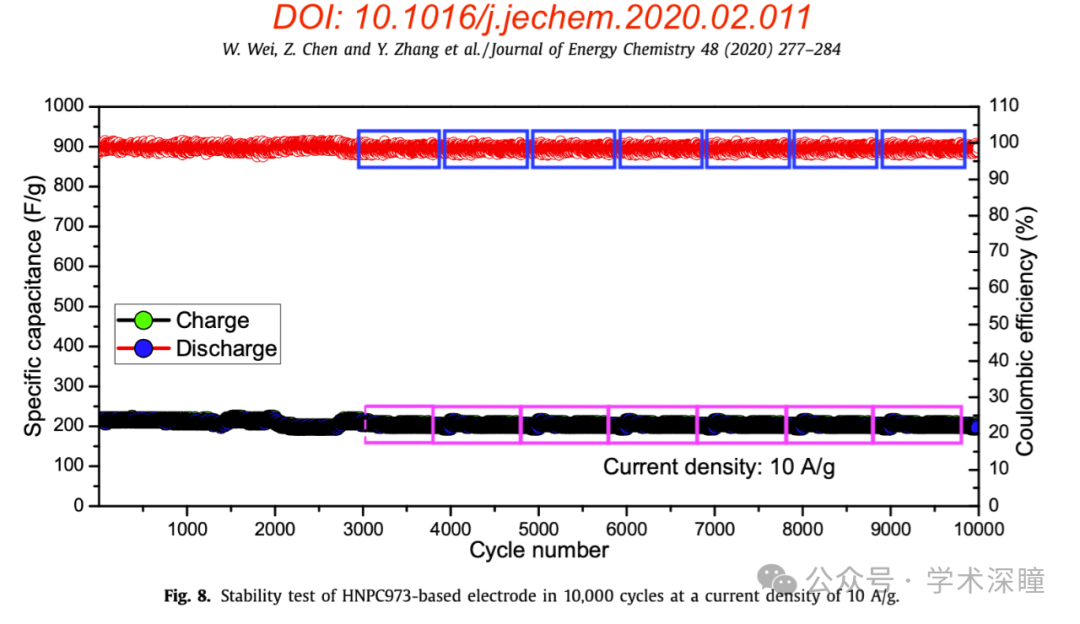 DOI: 10.1016/j.jechem.2020.02.011
W. Wei, Z. Chen and Y. Zhang et al./Journal of Energy Chemistry 48 (2020) 277–284
1000
900
800
700
600
500
400
300
200
100
0
Specific capacitance (F/g)
110
100
90
80
70
60
50
40
30
20
10
0
Coulombic efficiency (%)
Charge
Discharge
Current density: 10 A/g
1000 2000 3000 4000 5000 6000 7000 8000 9000 10000
Cycle number
公众号 · 学术深瞳
Fig. 8. Stability test of HNPC973-based electrode in 10,000 cycles at a current density of 10 A/g.